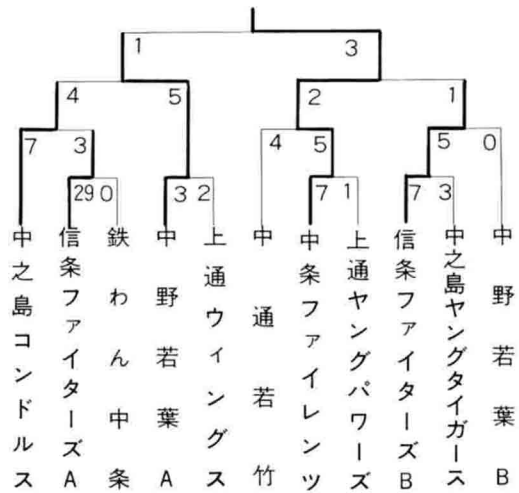 1 3
4 5 2 1
7 3 4 5 5 0
29 0 3 2 7 1 7 3
中之島コンドルス
信条ファイターズA
鉄わん中条
中野若葉A
上通ウィングス
中通若竹
中条ファイレンツ
上通ヤングパワーズ
信条ファイターズB
中之島ヤングタイガース
中野若葉B